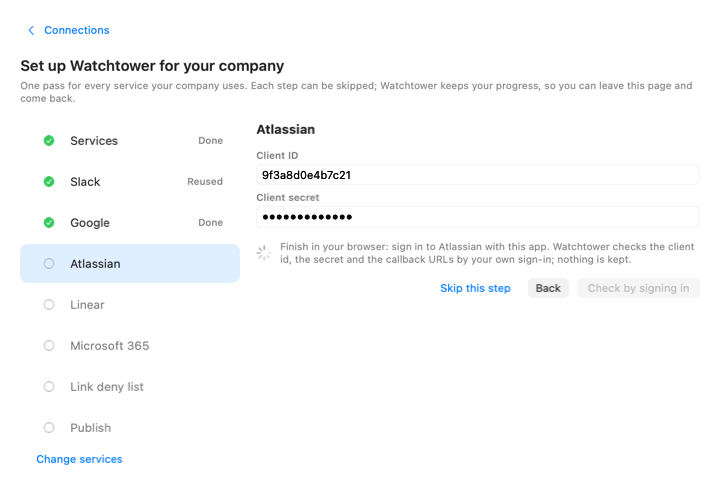 Connections
Set up Watchtower for your company
One pass for every service your company uses. Each step can be skipped; Watchtower keeps your progress, so you can leave this page and
come back.
Services Done
Slack Reused
Google Done
Atlassian
Linear
Microsoft 365
Link deny list
Publish
Change services
Atlassian
Client ID
9f3a8d0e4b7c21
Client secret
•••••••••••••
Finish in your browser: sign in to Atlassian with this app. Watchtower checks the client
id, the secret and the callback URLs by your own sign-in; nothing is kept.
Skip this step Back Check by signing in